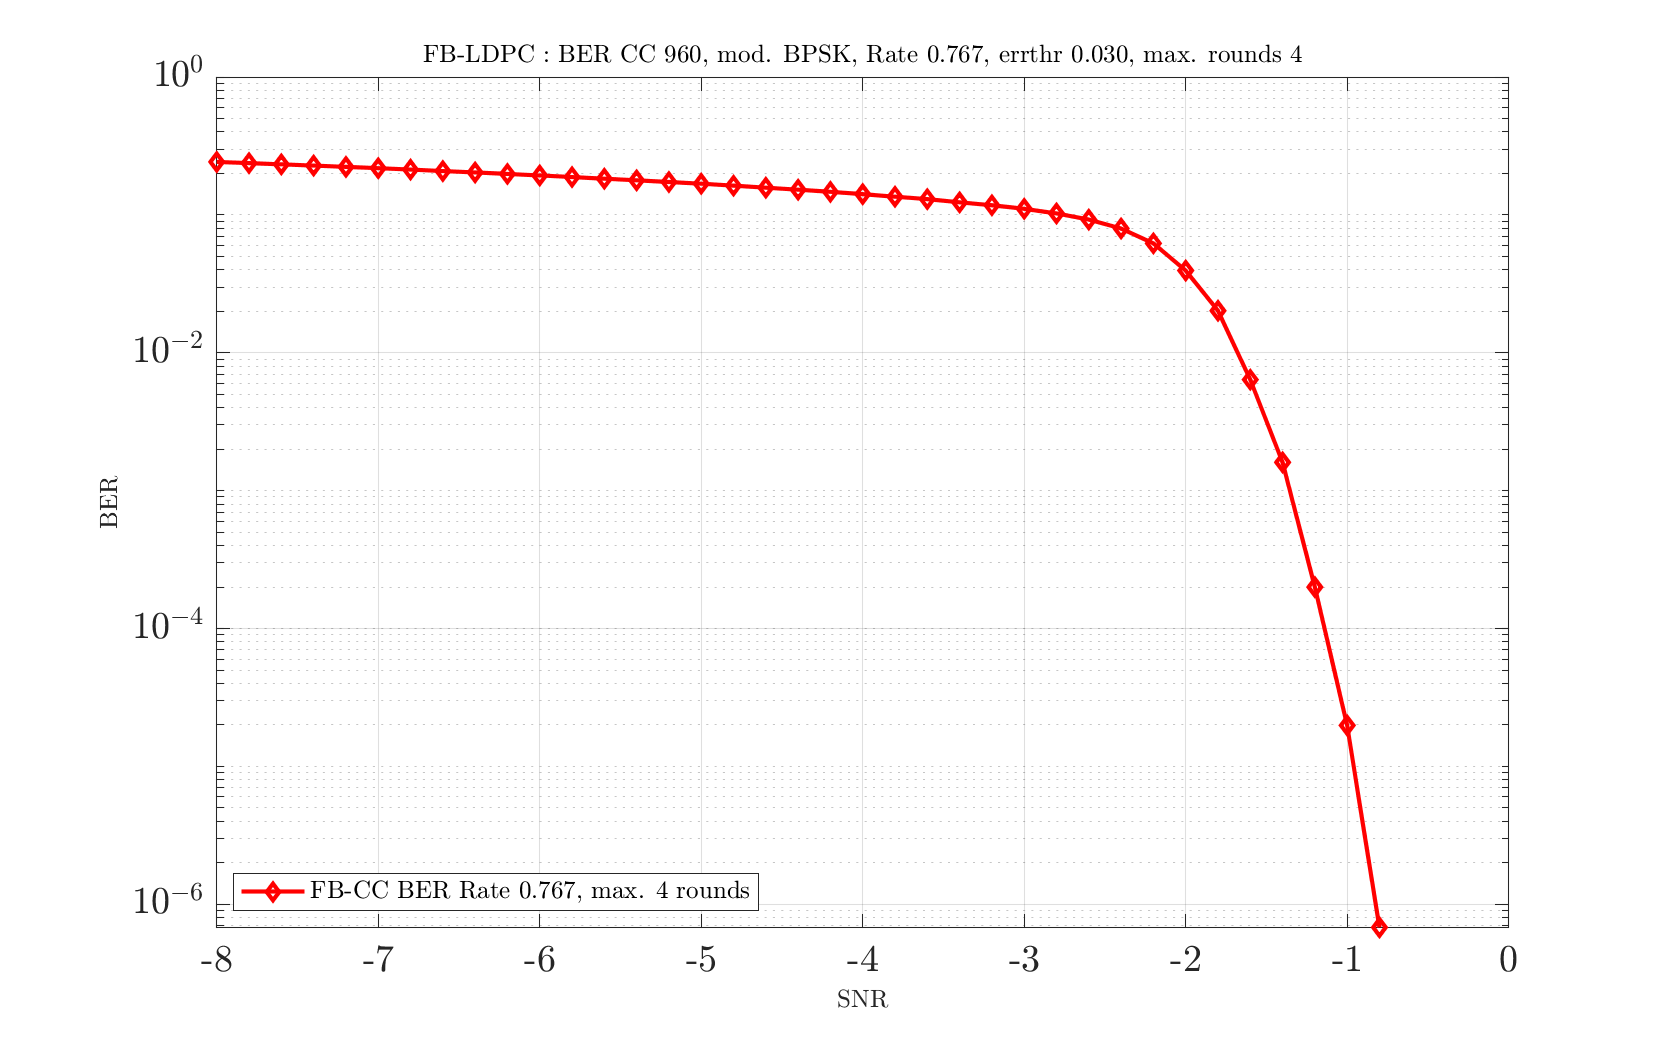 FB-LDPC : BER CC 960, mod. BPSK, Rate 0.767, errthr 0.030, max. rounds 4
10^0
10^-2
10^-4
10^-6
BER
FB-CC BER Rate 0.767, max. 4 rounds
-8 -7 -6 -5 -4 -3 -2 -1 0
SNR